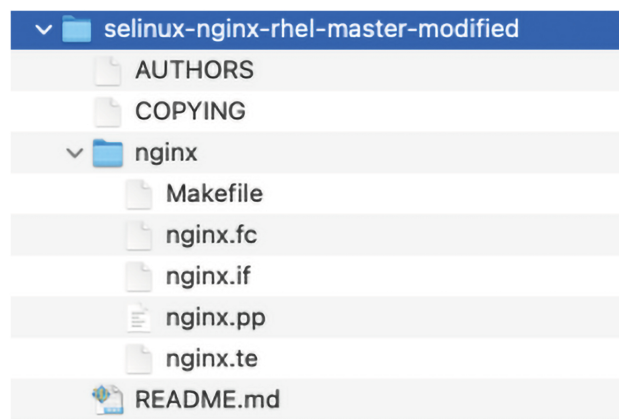 selinux-nginx-rhel-master-modified
AUTHORS
COPYING
nginx
Makefile
nginx.fc
nginx.if
nginx.pp
nginx.te
README.md